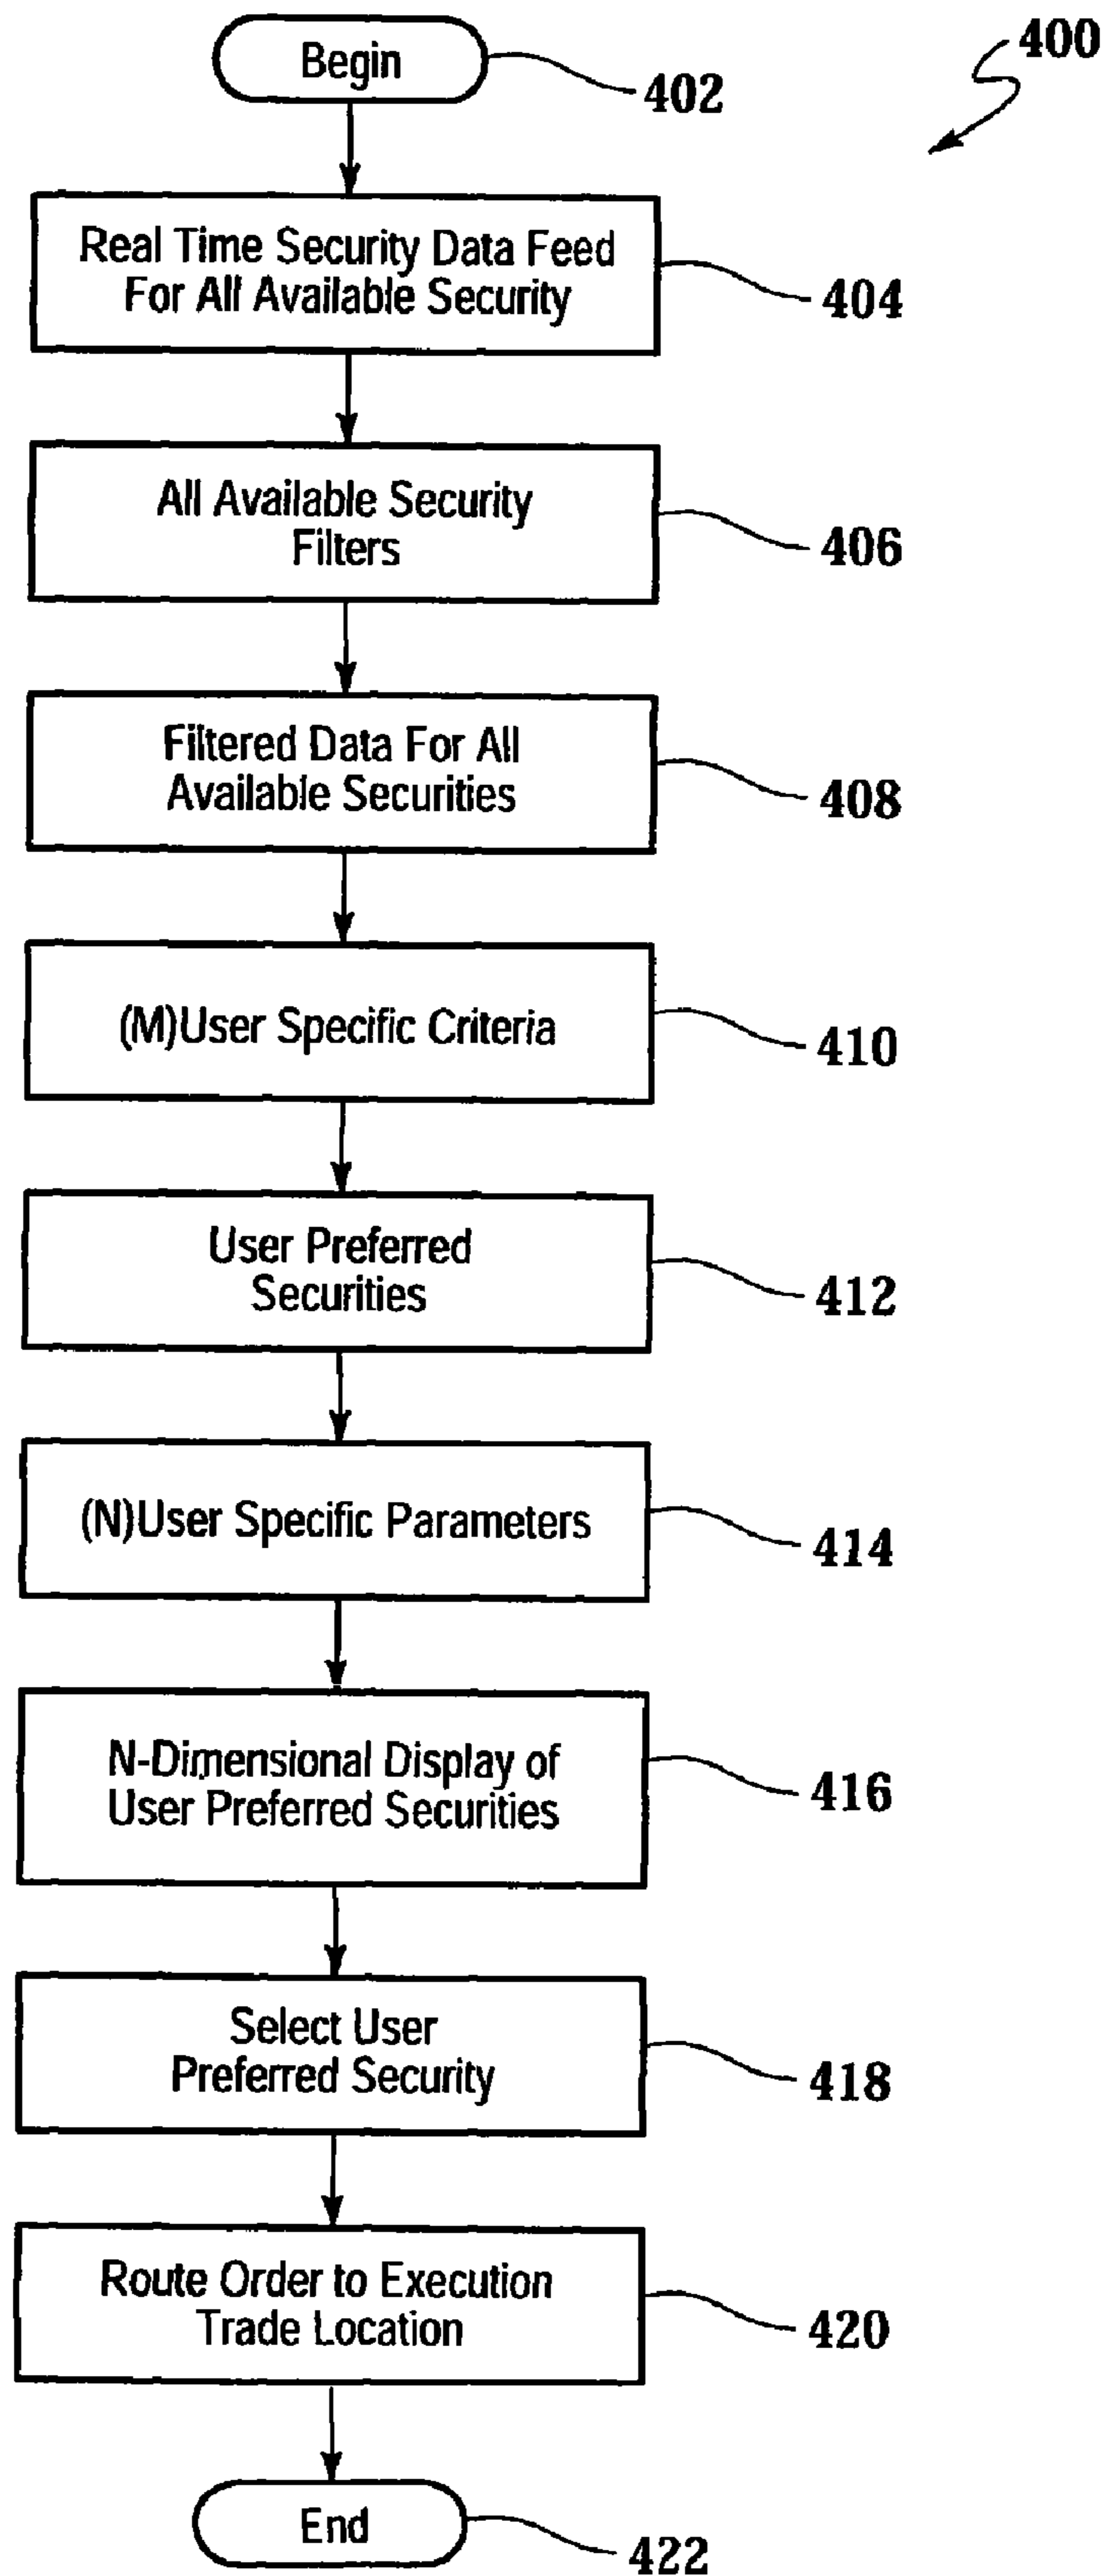 400
Begin
402
Real Time Security Data Feed
For All Available Security
404
All Available Security
Filters
406
Filtered Data For All
Available Securities
408
(M)User Specific Criteria
410
User Preferred
Securities
412
(N)User Specific Parameters
414
N-Dimensional Display of
User Preferred Securities
416
Select User
Preferred Security
418
Route Order to Execution
Trade Location
420
End
422